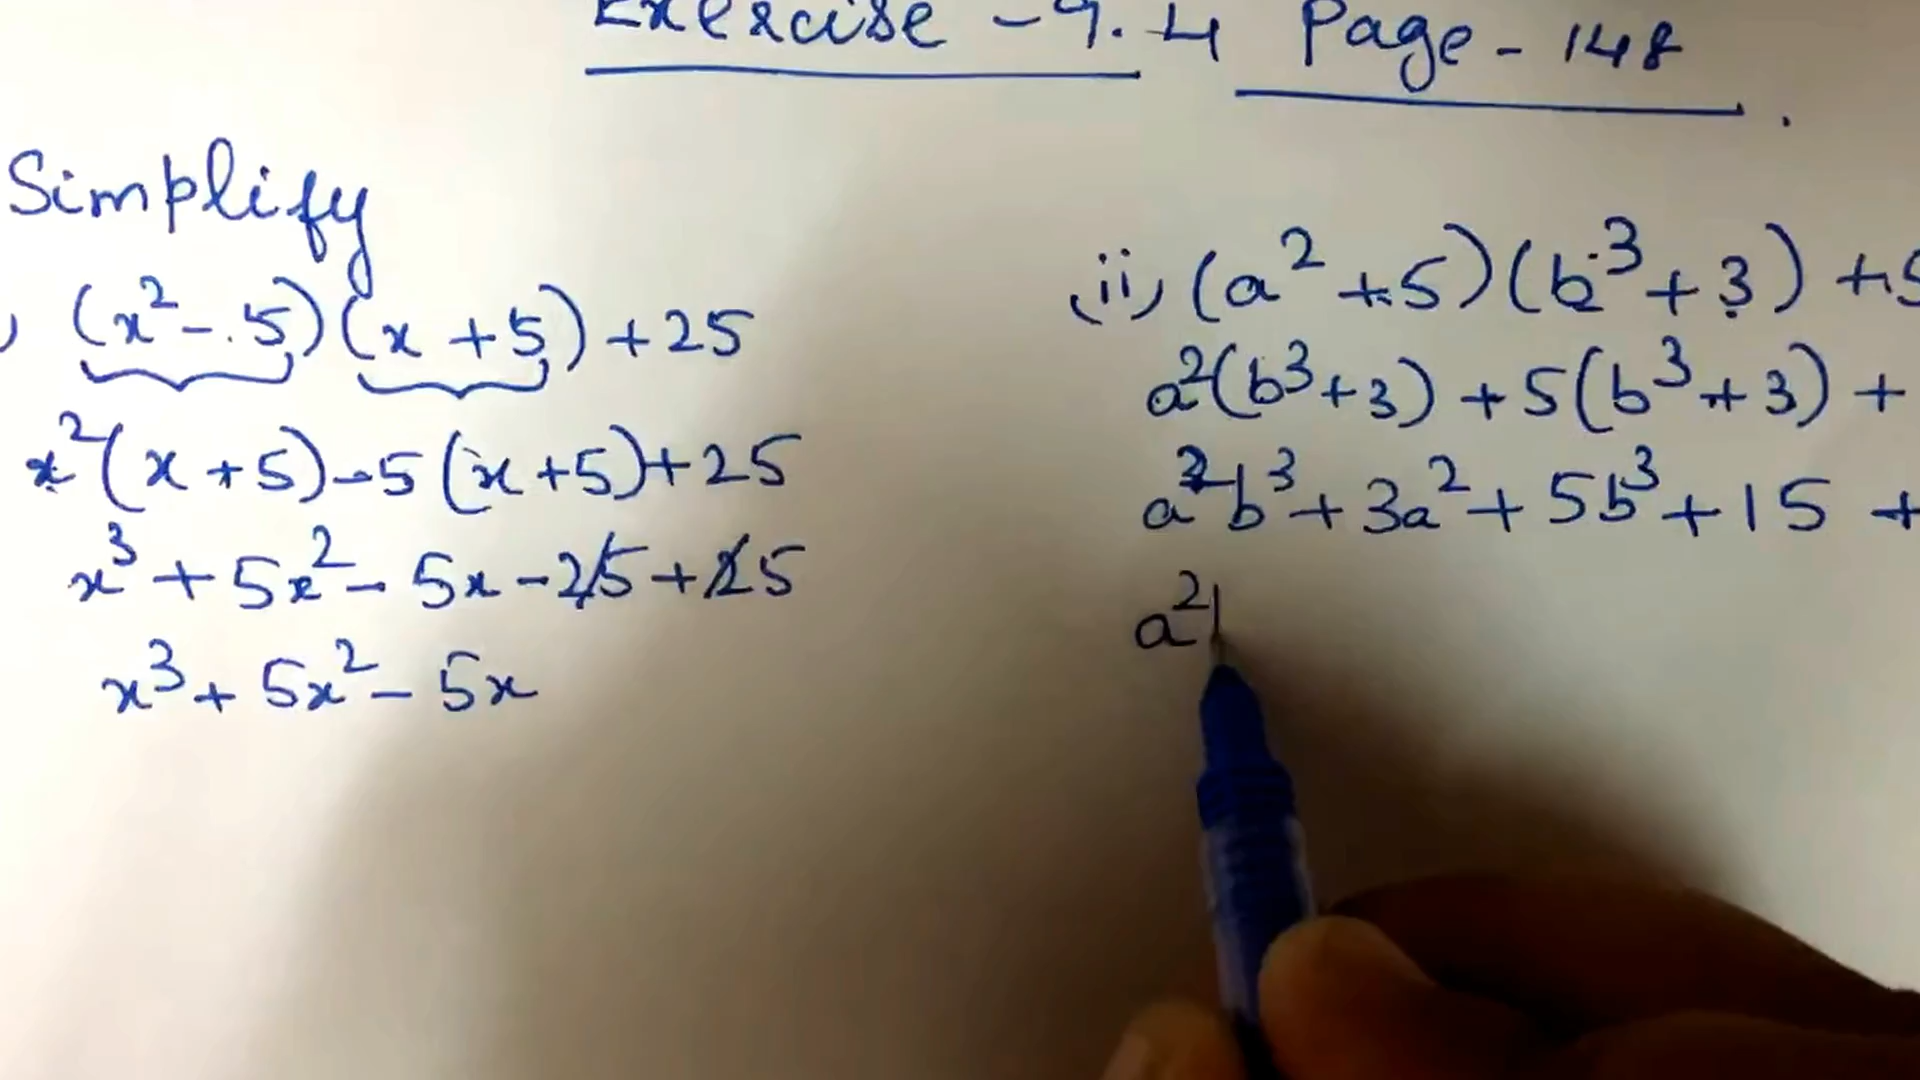 Exercise - 9.4 Page - 148.
Simplify
) (x² - 5)(x + 5) + 25
x²(x + 5) - 5(x + 5) + 25
x³ + 5x² - 5x - 25 + 25
x³ + 5x² - 5x
(ii) (a² + 5)(b³ + 3) + 5
a²(b³ + 3) + 5(b³ + 3) +
a²b³ + 3a² + 5b³ + 15 +
a²